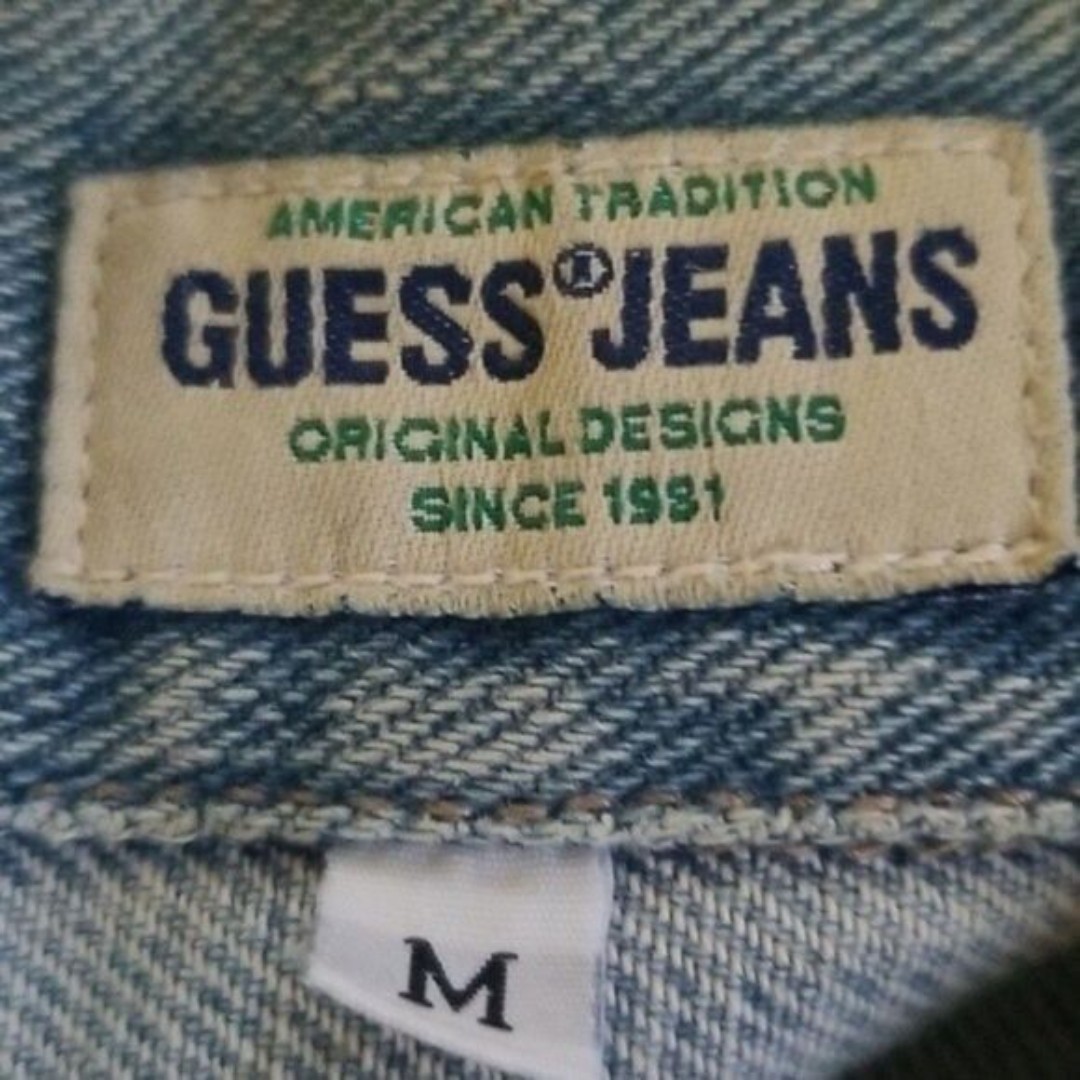 AMERICAN TRADITION
GUESS® JEANS
ORIGINAL DESIGNS
SINCE 1981
M